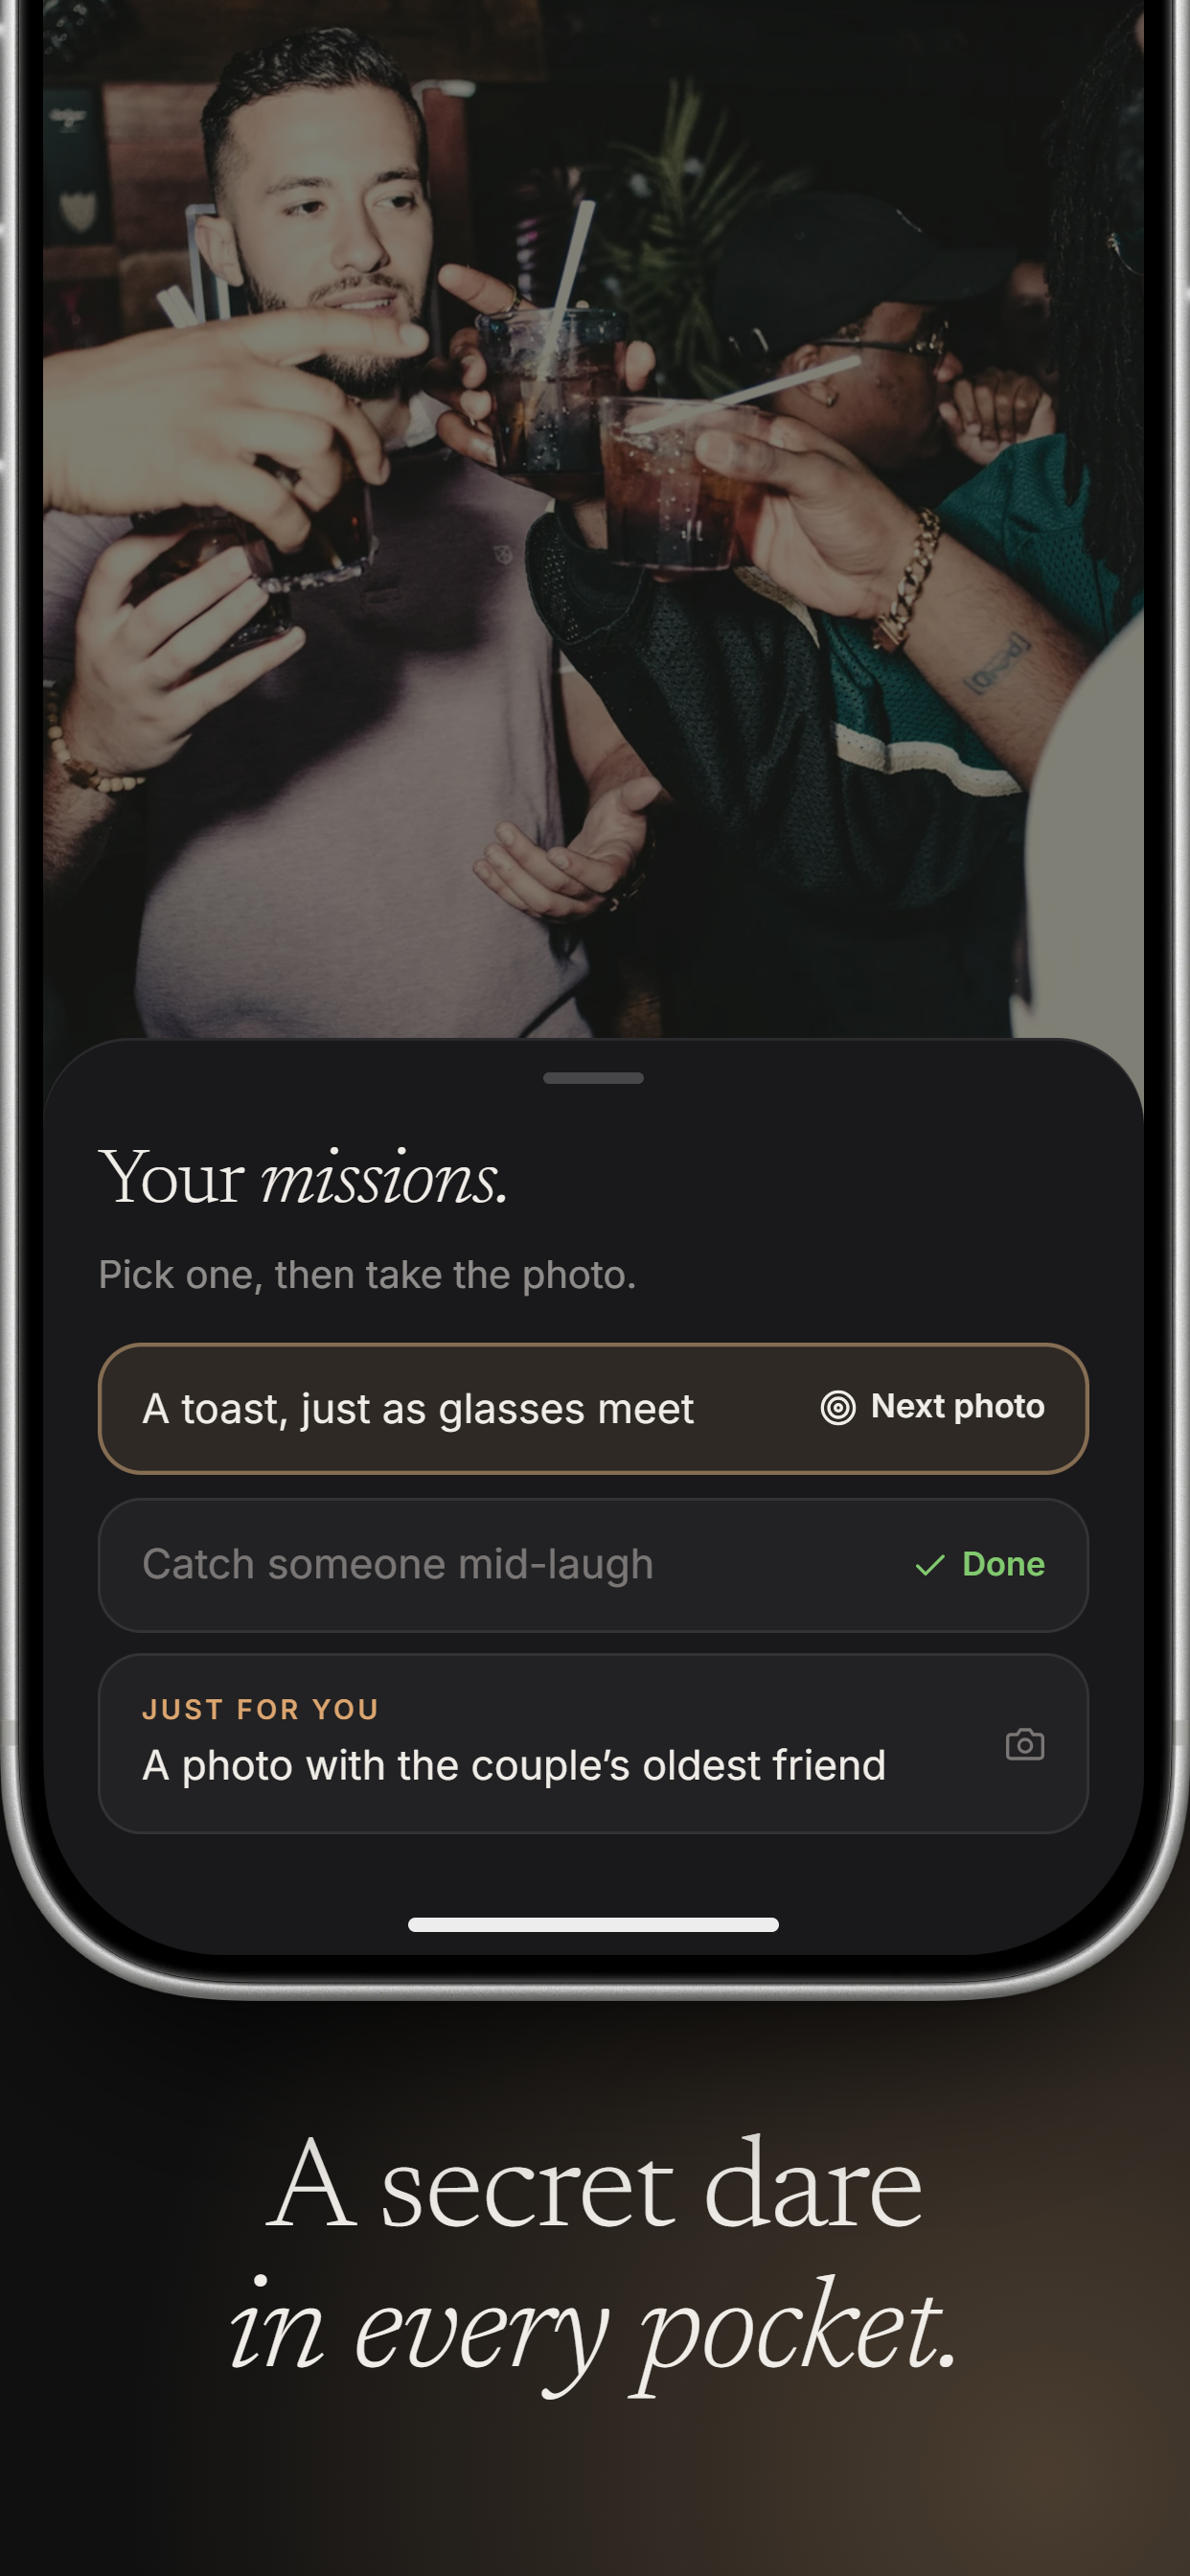 Your missions.
Pick one, then take the photo.
A toast, just as glasses meet
Next photo
Catch someone mid-laugh
Done
JUST FOR YOU
A photo with the couple’s oldest friend
A secret dare
in every pocket.